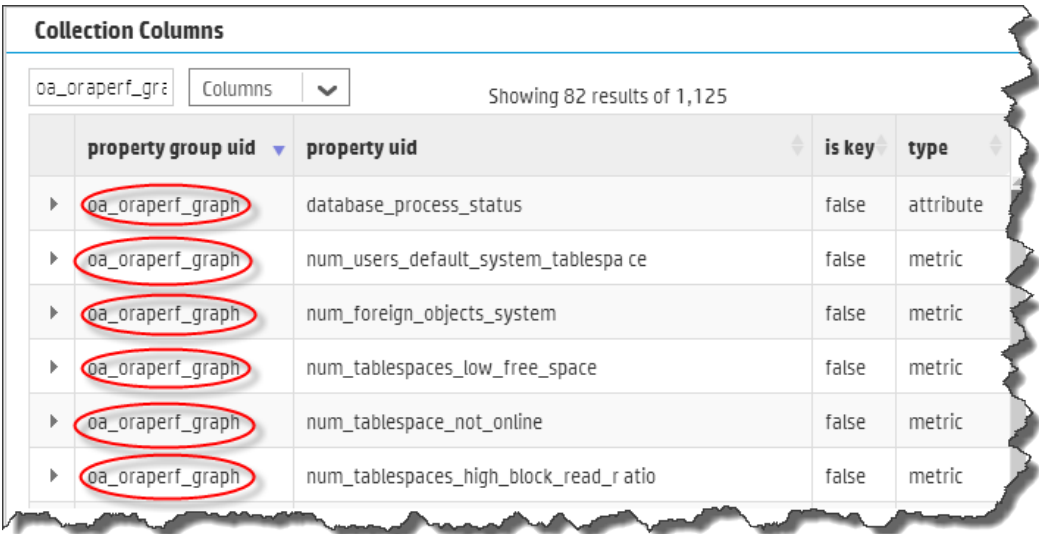 Collection Columns
oa_oraperf_gra Columns Showing 82 results of 1,125
property group uid property uid is key type
oa_oraperf_graph database_process_status false attribute
oa_oraperf_graph num_users_default_system_tablespa ce false metric
oa_oraperf_graph num_foreign_objects_system false metric
oa_oraperf_graph num_tablespaces_low_free_space false metric
oa_oraperf_graph num_tablespace_not_online false metric
oa_oraperf_graph num_tablespaces_high_block_read_r atio false metric